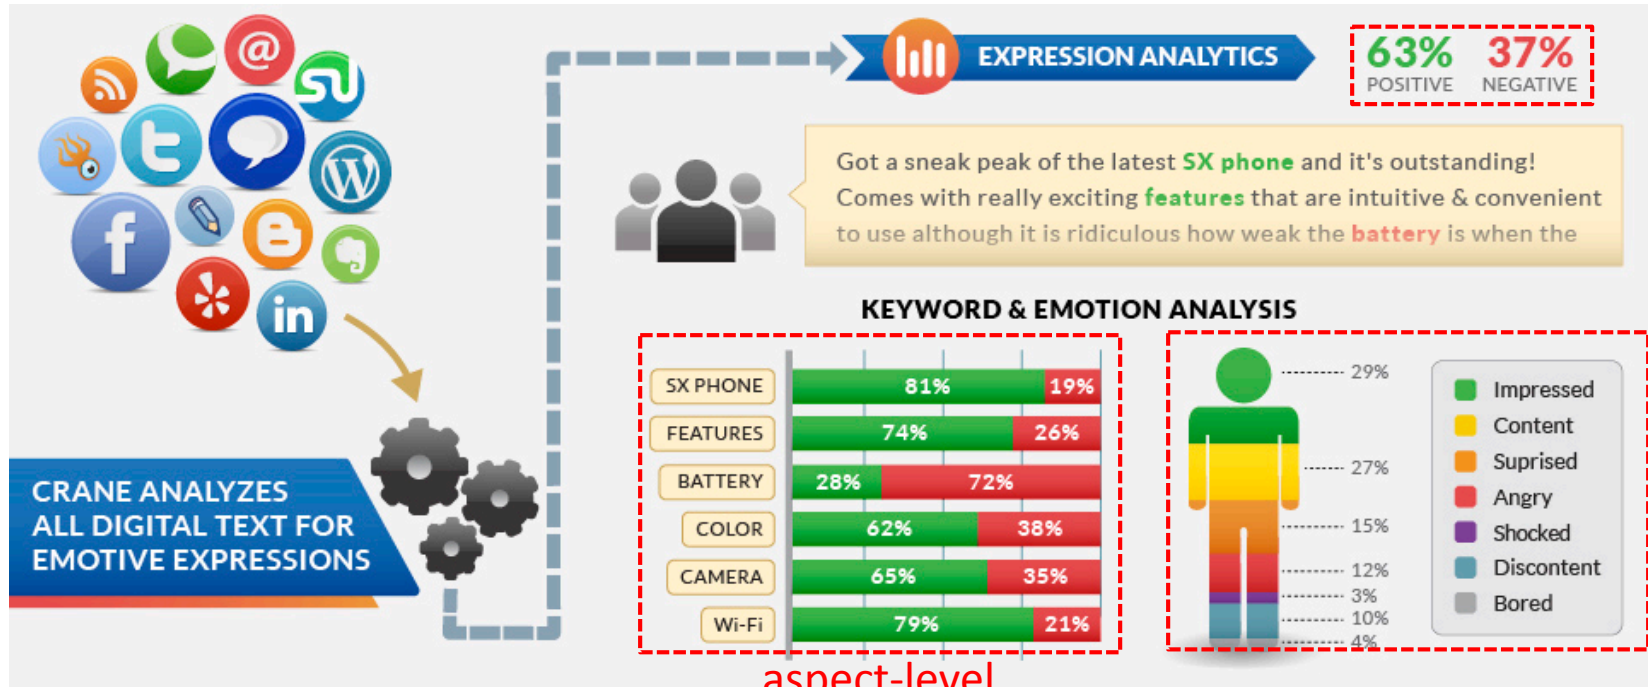 EXPRESSION ANALYTICS
63% 37%
POSITIVE NEGATIVE
Got a sneak peak of the latest SX phone and it's outstanding!
Comes with really exciting features that are intuitive & convenient
to use although it is ridiculous how weak the battery is when the
CRANE ANALYZES
ALL DIGITAL TEXT FOR
EMOTIVE EXPRESSIONS
KEYWORD & EMOTION ANALYSIS
SX PHONE 81% 19%
FEATURES 74% 26%
BATTERY 28% 72%
COLOR 62% 38%
CAMERA 65% 35%
Wi-Fi 79% 21%
aspect-level
29%
27%
15%
12%
3%
10%
4%
Impressed
Content
Suprised
Angry
Shocked
Discontent
Bored